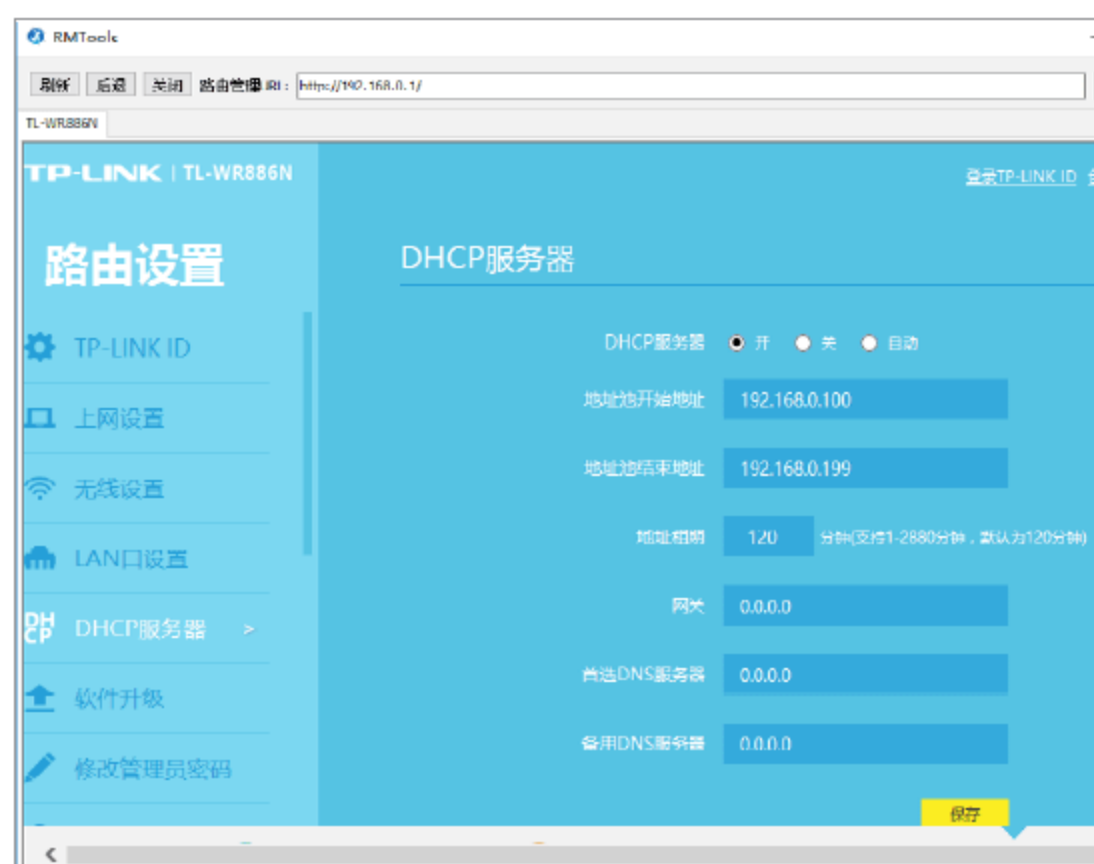 RMTools
刷新 后退 关闭 路由管理URL: https://192.168.0.1/
TL-WR886N
TP-LINK | TL-WR886N
登录TP-LINK ID
路由设置
DHCP服务器
TP-LINK ID
上网设置
无线设置
LAN口设置
DHCP服务器 >
软件升级
修改管理员密码
DHCP服务器 开 关 自动
地址池开始地址 192.168.0.100
地址池结束地址 192.168.0.199
地址租期 120 分钟(支持1-2880分钟，默认为120分钟)
网关 0.0.0.0
首选DNS服务器 0.0.0.0
备用DNS服务器 0.0.0.0
保存